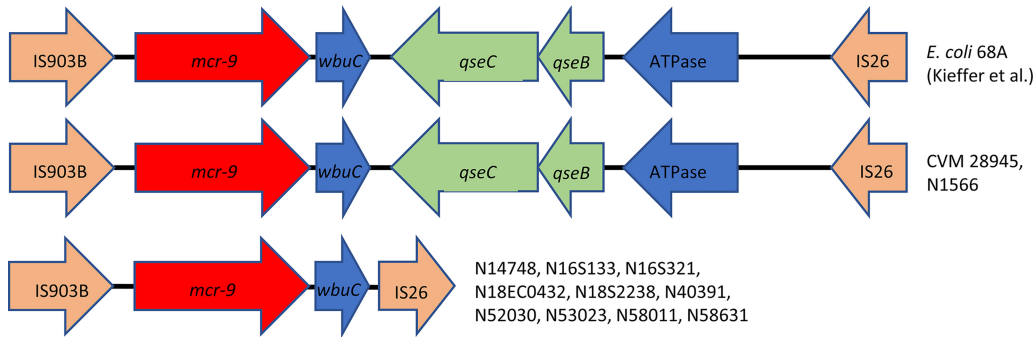 IS903B mcr-9 wbuC qseC qseB ATPase IS26
E. coli 68A
(Kieffer et al.)
IS903B mcr-9 wbuC qseC qseB ATPase IS26
CVM 28945,
N1566
IS903B mcr-9 wbuC IS26
N14748, N16S133, N16S321,
N18EC0432, N18S2238, N40391,
N52030, N53023, N58011, N58631